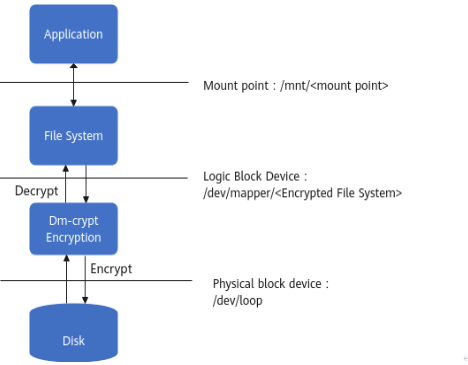 Application
Mount point : /mnt/<mount point>
File System
Logic Block Device :
/dev/mapper/<Encrypted File System>
Decrypt
Dm-crypt
Encryption
Encrypt
Physical block device :
/dev/loop
Disk